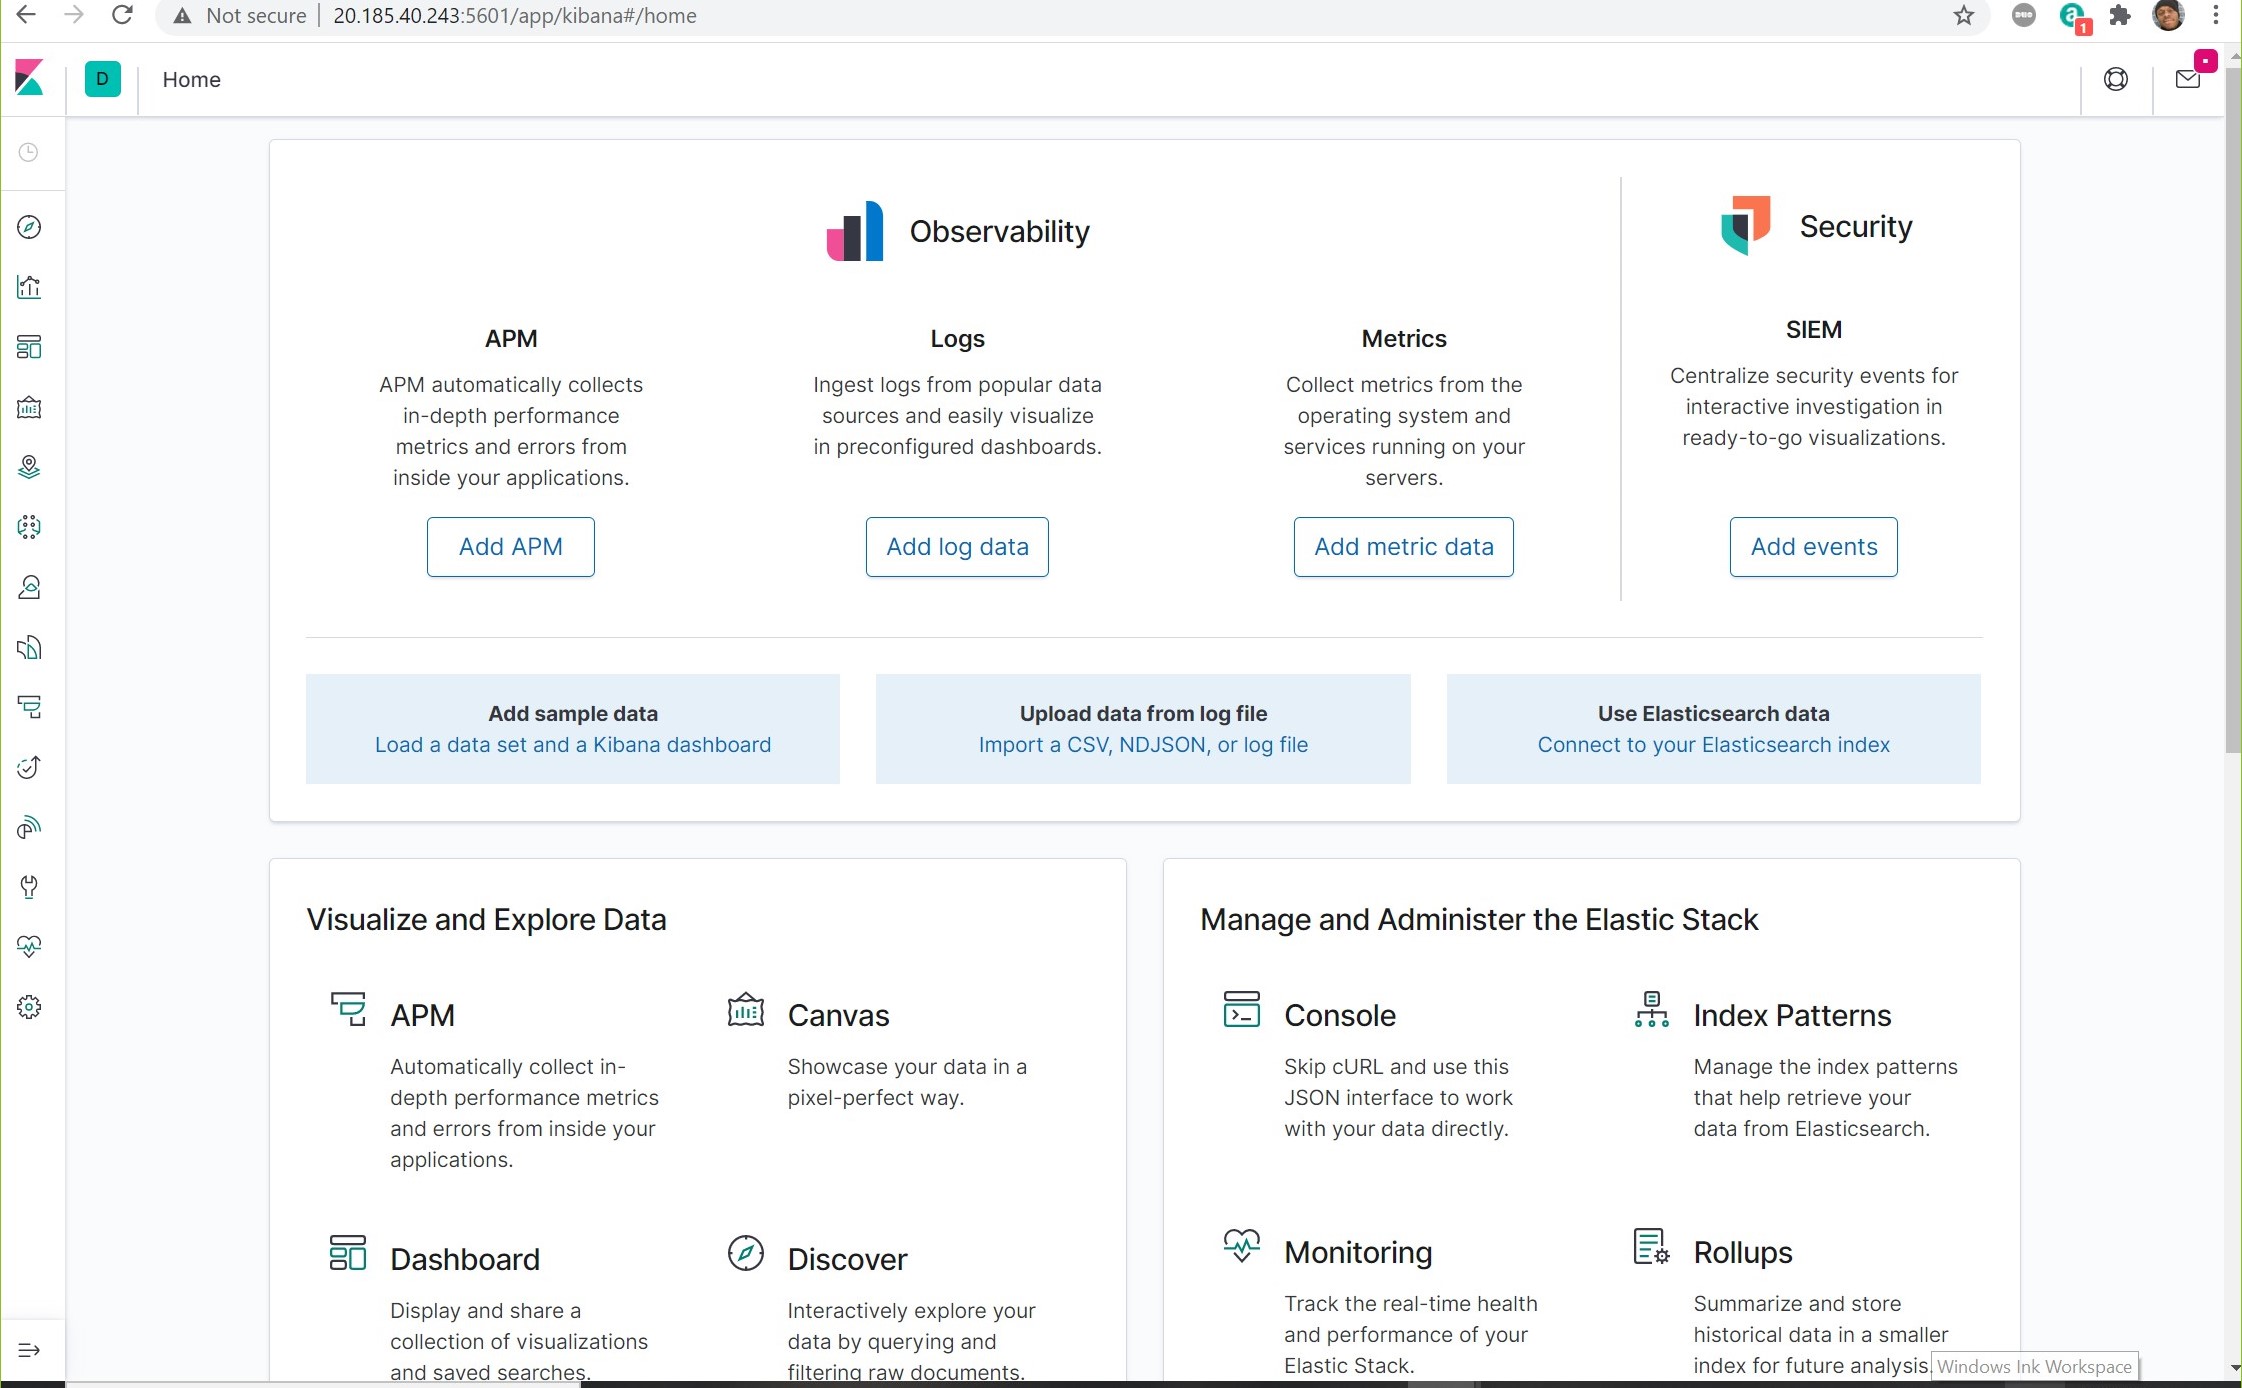 Not secure
20.185.40.243:5601/app/kibana#/home
1
D
Home
Observability
Security
APM
APM automatically collects
in-depth performance
metrics and errors from
inside your applications.
Add APM
Logs
Ingest logs from popular data
sources and easily visualize
in preconfigured dashboards.
Add log data
Metrics
Collect metrics from the
operating system and
services running on your
servers.
Add metric data
SIEM
Centralize security events for
interactive investigation in
ready-to-go visualizations.
Add events
Add sample data
Load a data set and a Kibana dashboard
Upload data from log file
Import a CSV, NDJSON, or log file
Use Elasticsearch data
Connect to your Elasticsearch index
Visualize and Explore Data
APM
Automatically collect in-
depth performance metrics
and errors from inside your
applications.
Canvas
Showcase your data in a
pixel-perfect way.
Dashboard
Display and share a
collection of visualizations
and saved searches.
Discover
Interactively explore your
data by querying and
filtering raw documents.
Manage and Administer the Elastic Stack
Console
Skip cURL and use this
JSON interface to work
with your data directly.
Index Patterns
Manage the index patterns
that help retrieve your
data from Elasticsearch.
Monitoring
Track the real-time health
and performance of your
Elastic Stack.
Rollups
Summarize and store
historical data in a smaller
index for future analysis.
Windows Ink Workspace